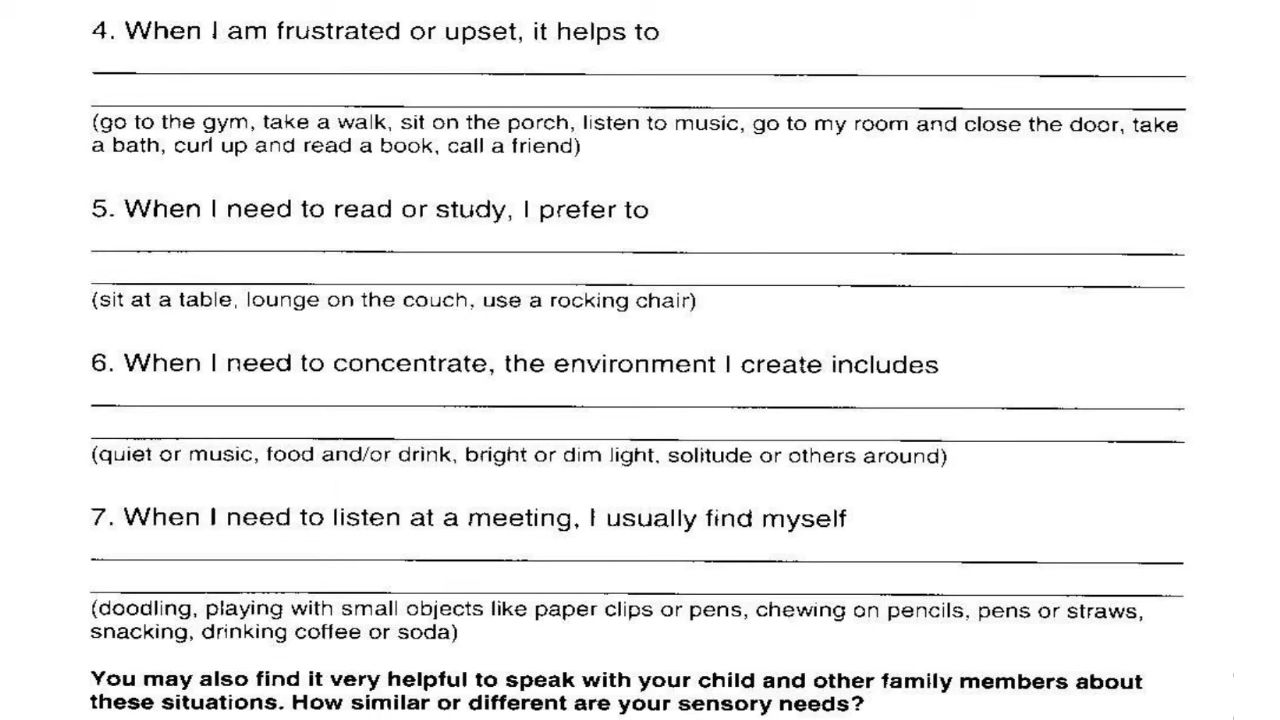 4. When I am frustrated or upset, it helps to
(go to the gym, take a walk, sit on the porch, listen to music, go to my room and close the door, take
a bath, curl up and read a book, call a friend)
5. When I need to read or study, I prefer to
(sit at a table, lounge on the couch, use a rocking chair)
6. When I need to concentrate, the environment I create includes
(quiet or music, food and/or drink, bright or dim light, solitude or others around)
7. When I need to listen at a meeting, I usually find myself
(doodling, playing with small objects like paper clips or pens, chewing on pencils, pens or straws,
snacking, drinking coffee or soda)
You may also find it very helpful to speak with your child and other family members about
these situations. How similar or different are your sensory needs?